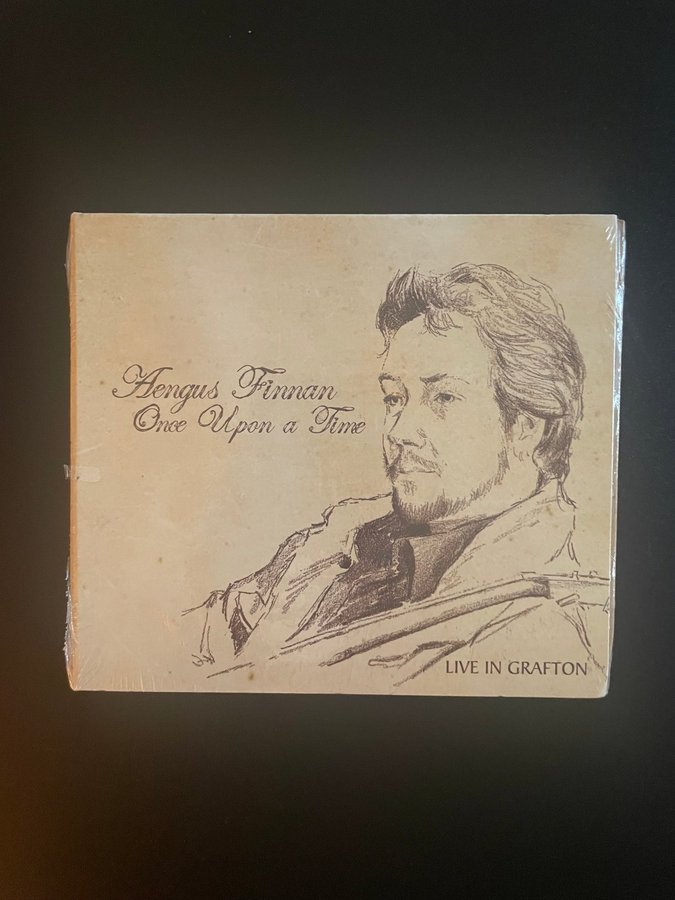 Aengus Finnan
Once Upon a Time
LIVE IN GRAFTON